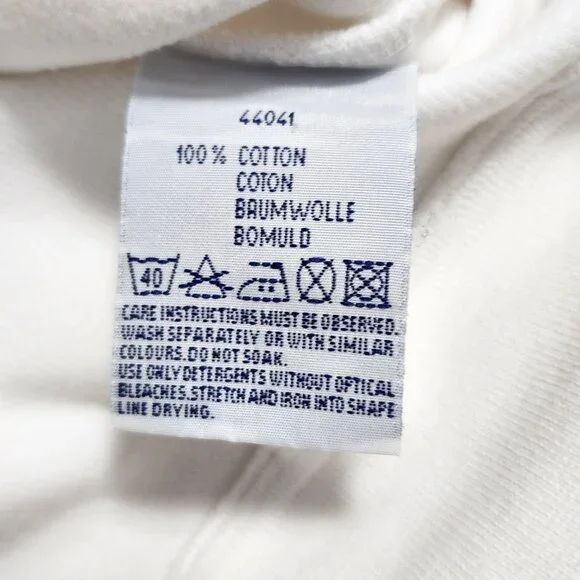 44041
100% COTTON
COTON
BAUMWOLLE
BOMULD
40
CARE INSTRUCTIONS MUST BE OBSERVED.
WASH SEPARATELY OR WITH SIMILAR
COLOURS. DO NOT SOAK.
USE ONLY DETERGENTS WITHOUT OPTICAL
BLEACHES. STRETCH AND IRON INTO SHAPE
LINE DRYING.